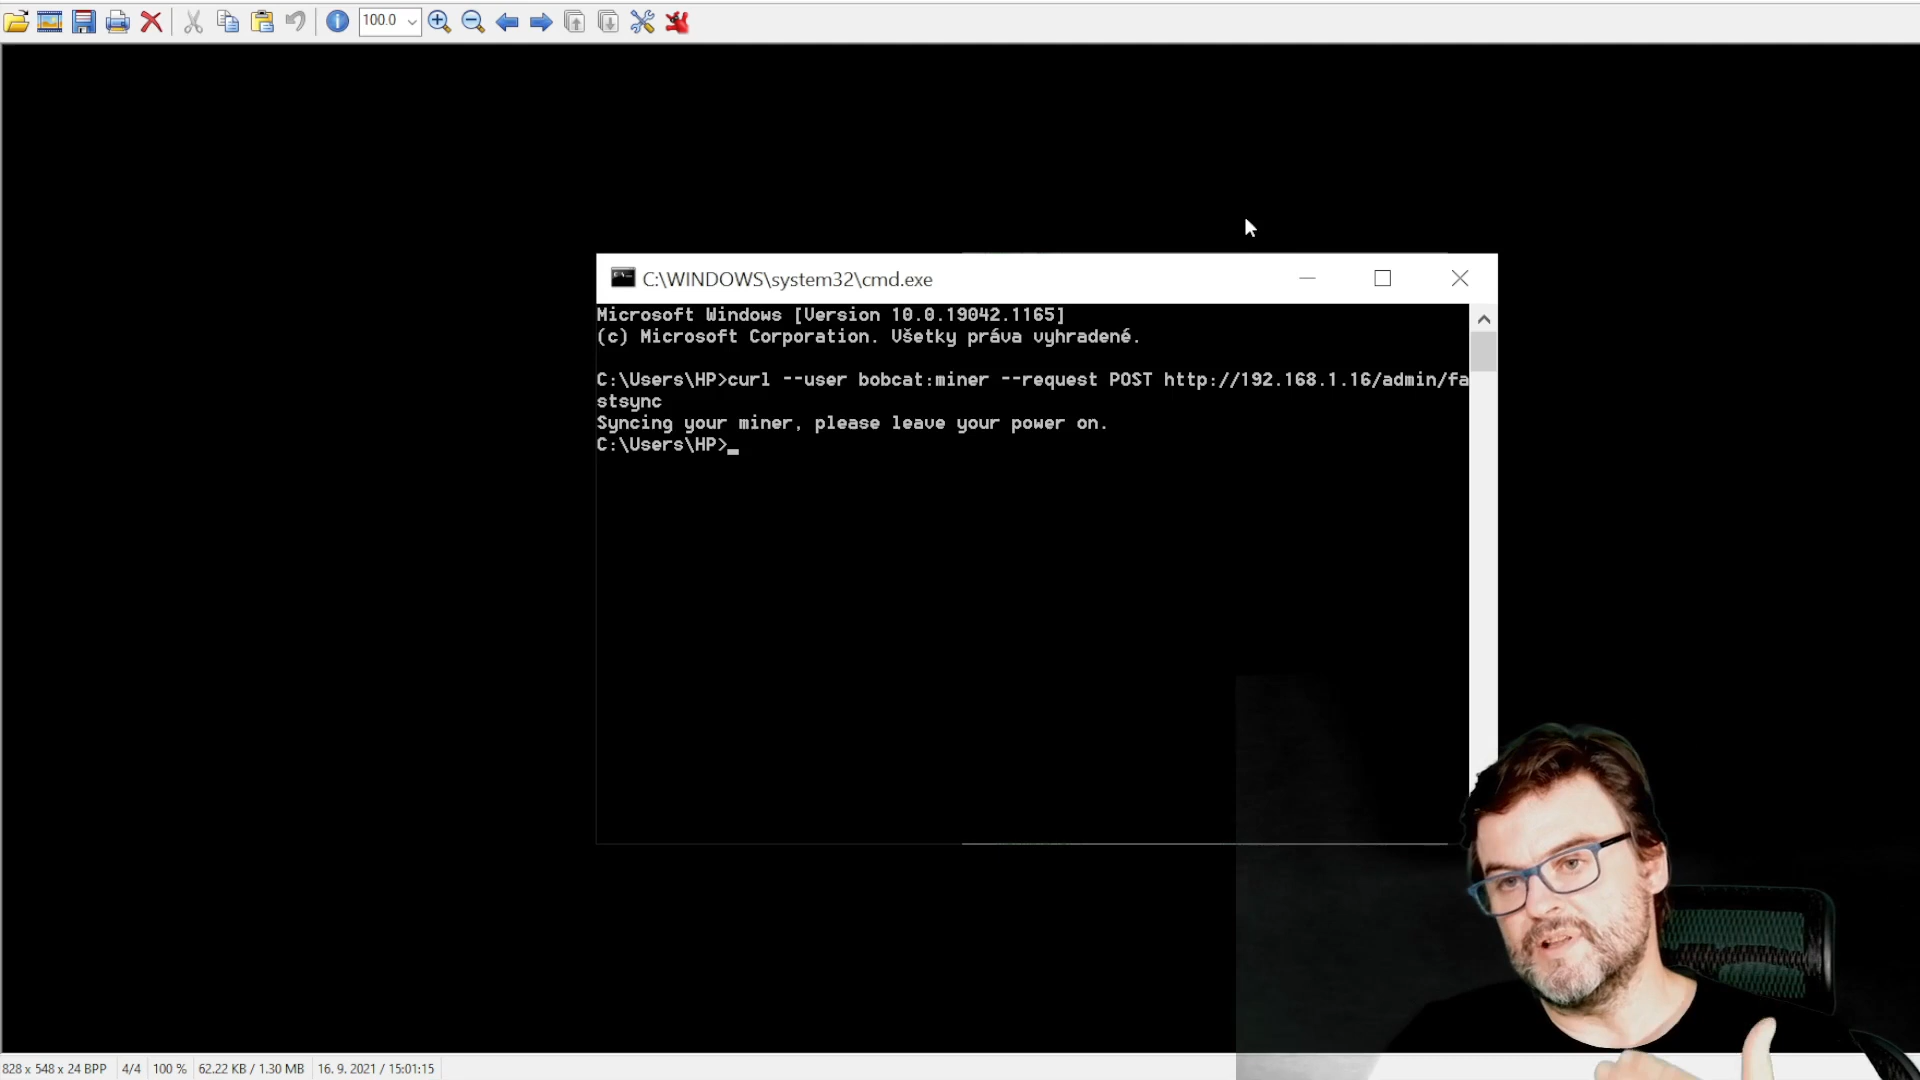 100.0
C:\WINDOWS\system32\cmd.exe
Microsoft Windows [Version 10.0.19042.1165]
(c) Microsoft Corporation. Všetky práva vyhradené.
C:\Users\HP>curl --user bobcat:miner --request POST http://192.168.1.16/admin/fa
stsync
Syncing your miner, please leave your power on.
C:\Users\HP>_
828 x 548 x 24 BPP 4/4 100 % 62.22 KB / 1.30 MB 16. 9. 2021 / 15:01:15